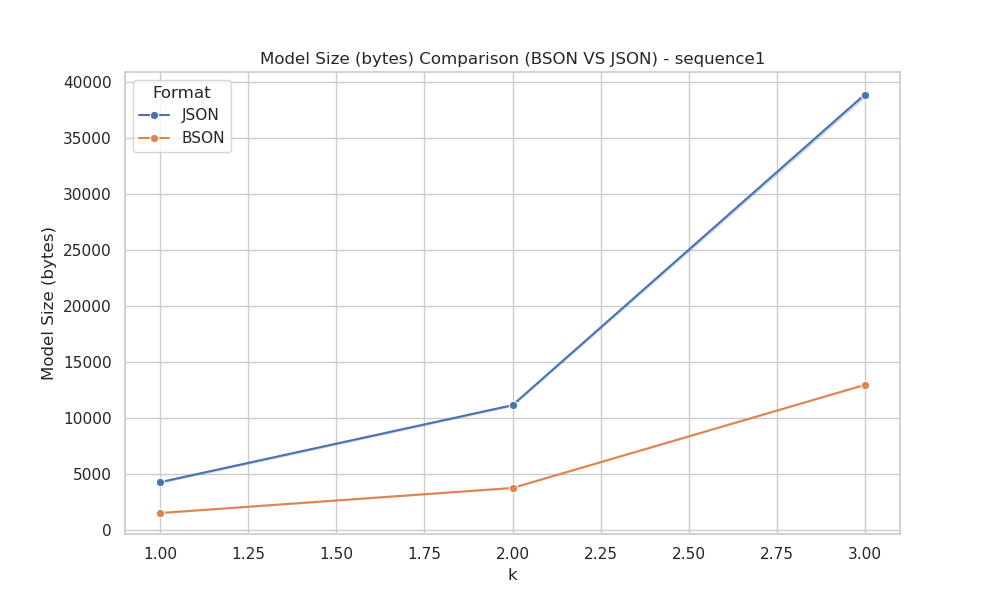 Model Size (bytes) Comparison (BSON VS JSON) - sequence1
Format
JSON
BSON
40000
35000
30000
25000
20000
15000
10000
5000
0
Model Size (bytes)
1.00 1.25 1.50 1.75 2.00 2.25 2.50 2.75 3.00
k